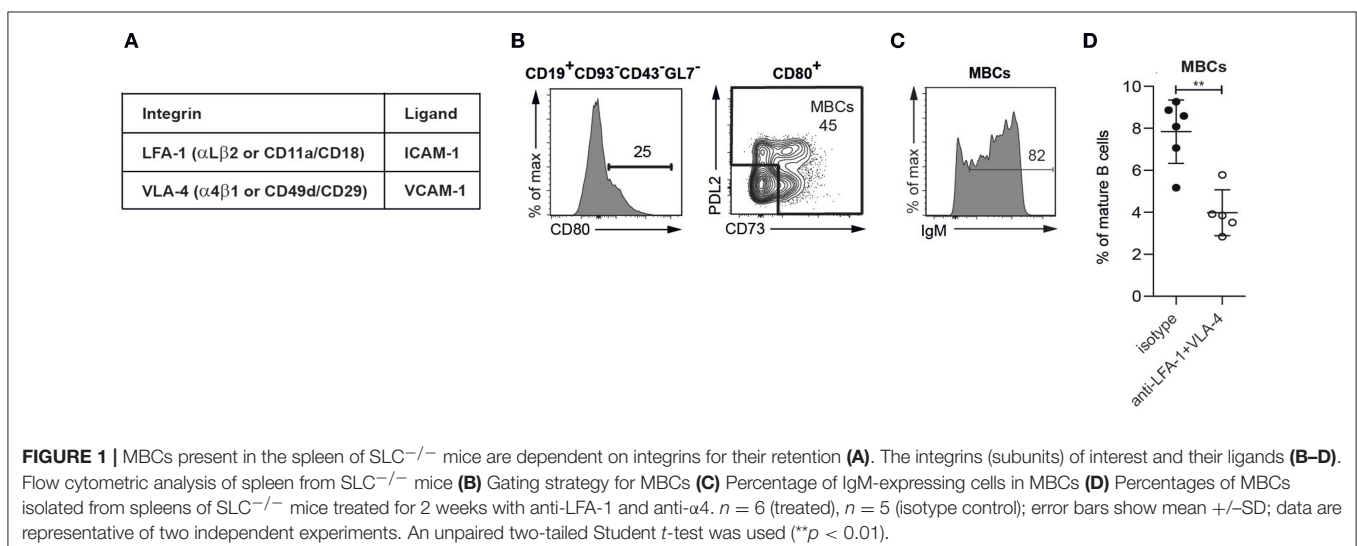 A
Integrin Ligand
LFA-1 (αLβ2 or CD11a/CD18) ICAM-1
VLA-4 (α4β1 or CD49d/CD29) VCAM-1
B
CD19⁺CD93⁻CD43⁻GL7⁻
25
% of max
CD80
CD80⁺
MBCs
45
PDL2
CD73
C
MBCs
82
% of max
IgM
D
MBCs
**
10
8
6
4
2
0
% of mature B cells
isotype
anti-LFA-1+VLA-4
FIGURE 1 | MBCs present in the spleen of SLC⁻/⁻ mice are dependent on integrins for their retention (A). The integrins (subunits) of interest and their ligands (B–D).
Flow cytometric analysis of spleen from SLC⁻/⁻ mice (B) Gating strategy for MBCs (C) Percentage of IgM-expressing cells in MBCs (D) Percentages of MBCs
isolated from spleens of SLC⁻/⁻ mice treated for 2 weeks with anti-LFA-1 and anti-α4. n = 6 (treated), n = 5 (isotype control); error bars show mean +/–SD; data are
representative of two independent experiments. An unpaired two-tailed Student t-test was used (**p < 0.01).